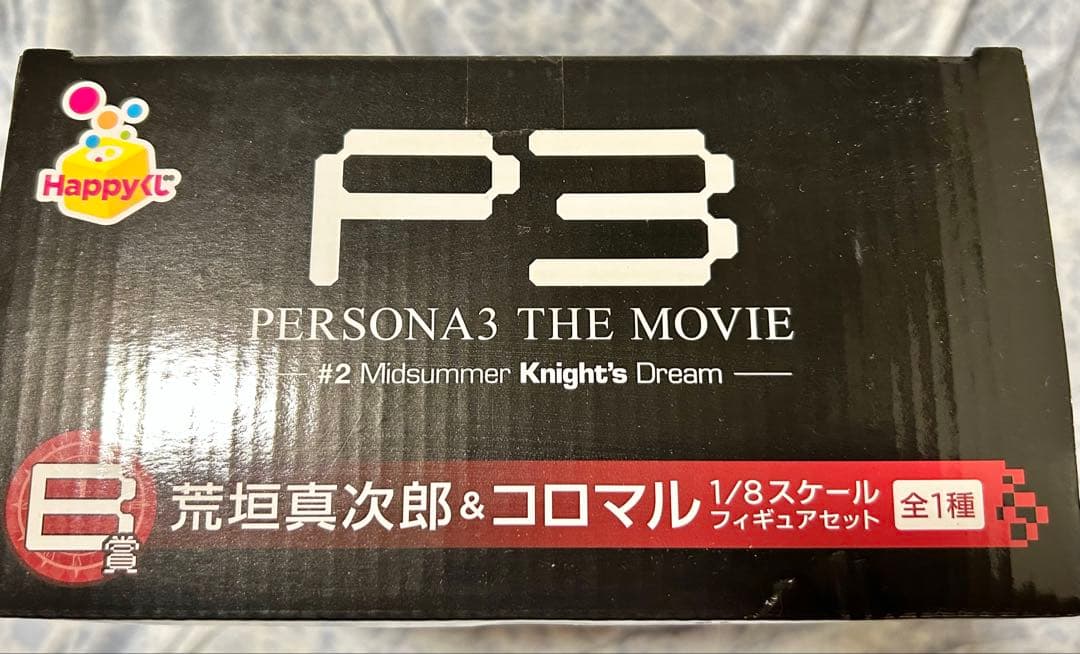 Happyくじ
P3
PERSONA3 THE MOVIE
#2 Midsummer Knight's Dream
B賞
荒垣真次郎&コロマル
1/8スケール
フィギュアセット
全1種